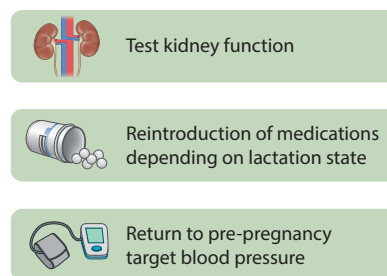 Test kidney function
Reintroduction of medications
depending on lactation state
Return to pre-pregnancy
target blood pressure